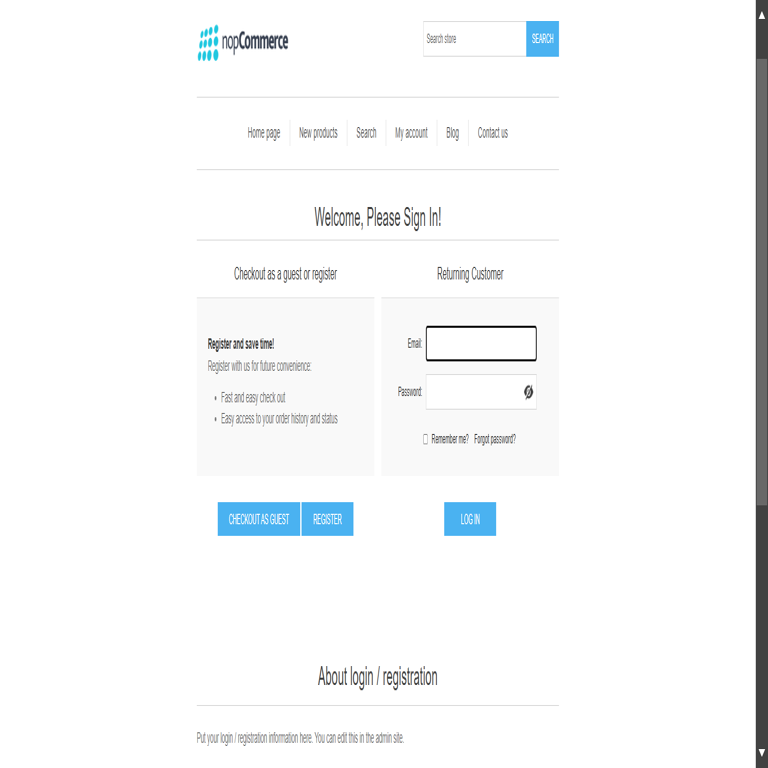 nopCommerce
Search store
SEARCH
Home page
New products
Search
My account
Blog
Contact us
Welcome, Please Sign In!
Checkout as a guest or register
Register and save time!
Register with us for future convenience:
Fast and easy check out
Easy access to your order history and status
CHECKOUT AS GUEST
REGISTER
Returning Customer
Email:
Password:
Remember me?
Forgot password?
LOG IN
About login / registration
Put your login / registration information here. You can edit this in the admin site.